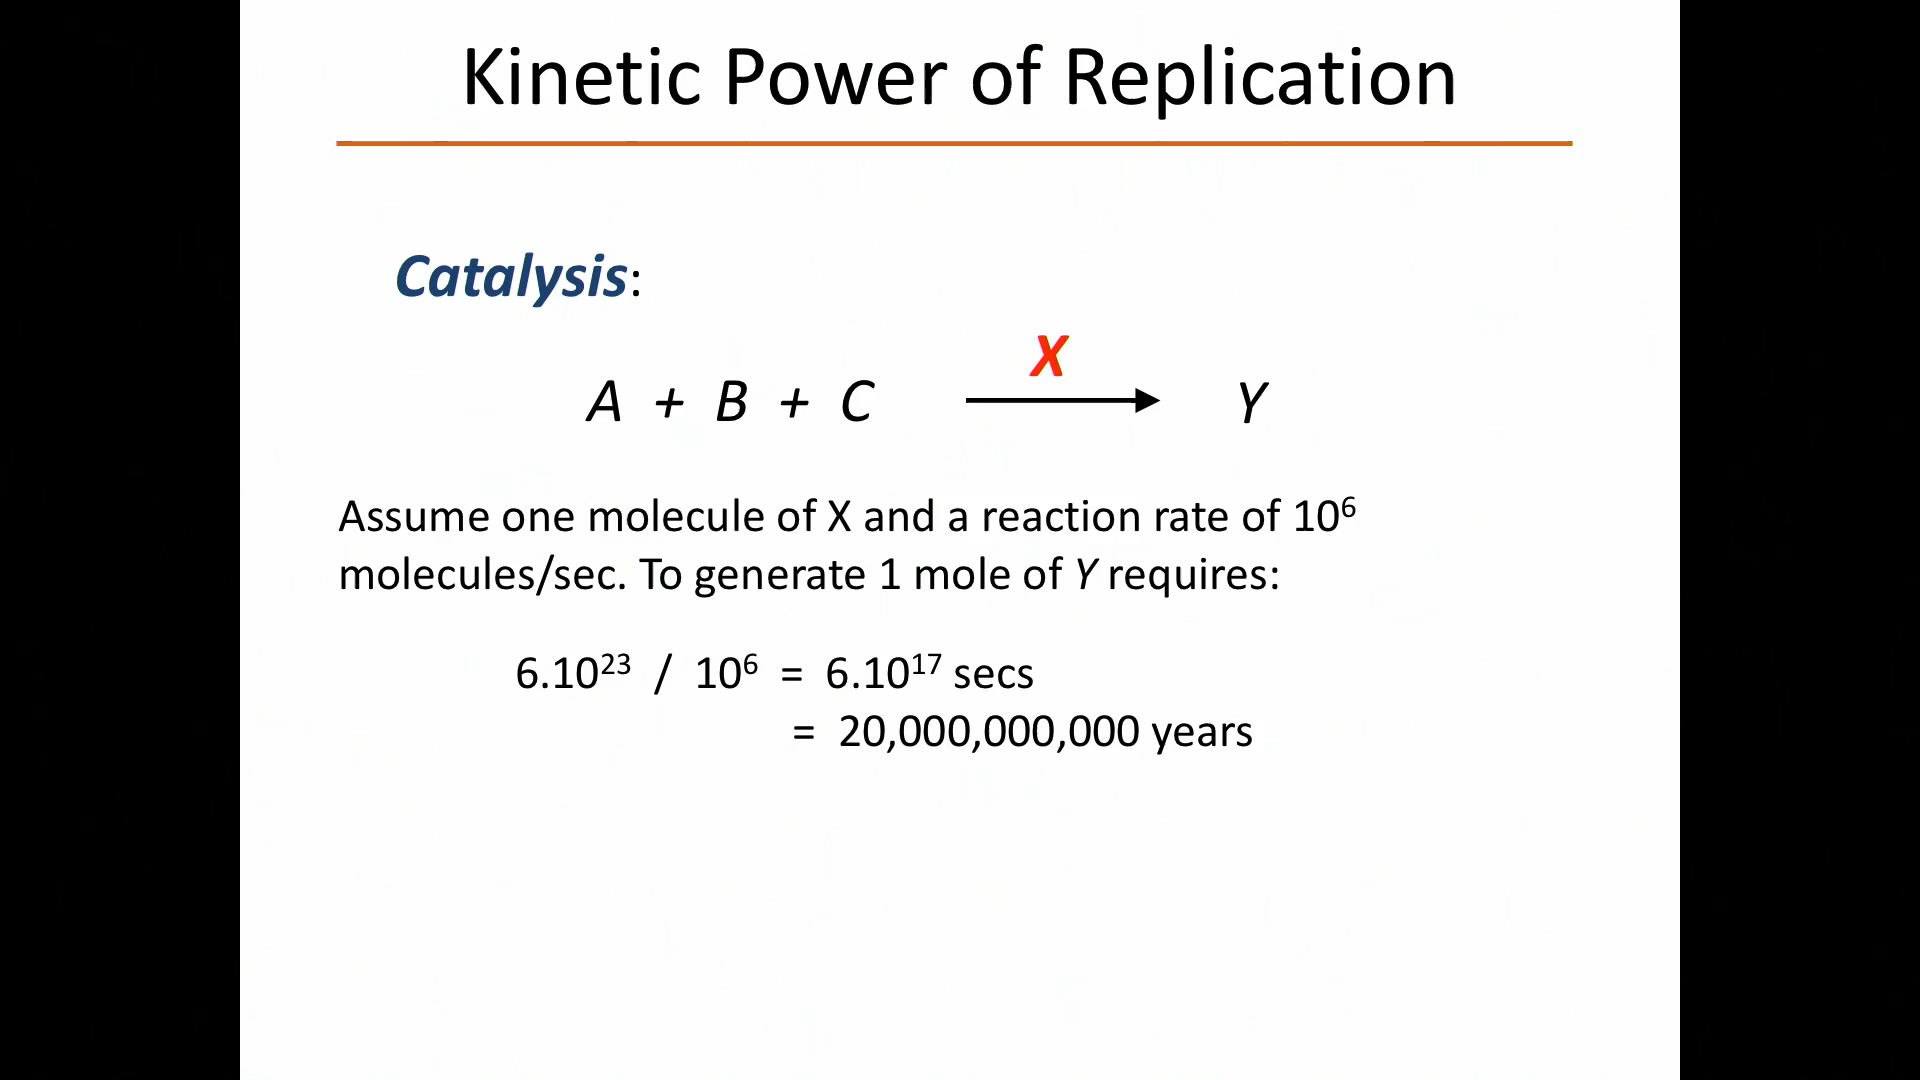 Kinetic Power of Replication
Catalysis:
X
A + B + C Y
Assume one molecule of X and a reaction rate of 10⁶
molecules/sec. To generate 1 mole of Y requires:
6.10²³ / 10⁶ = 6.10¹⁷ secs
= 20,000,000,000 years